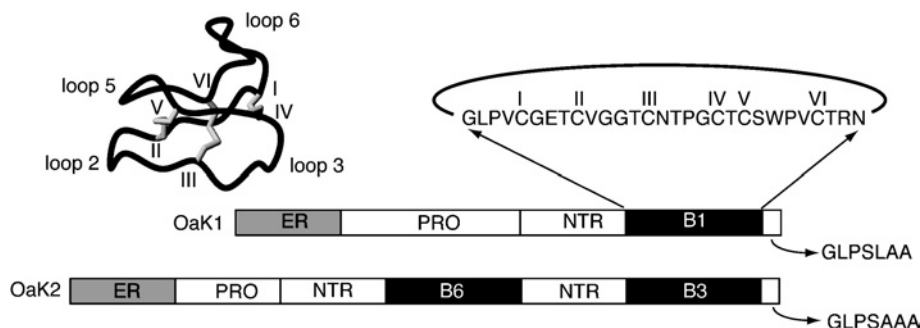 loop 6
loop 5
VI
I
V
IV
II
loop 2
III
loop 3
I II III IV V VI
GLPVCGETCVGGTCNTPGCTCSWPVCTRN
OaK1 ER PRO NTR B1
GLPSLAA
OaK2 ER PRO NTR B6 NTR B3
GLPSAAA